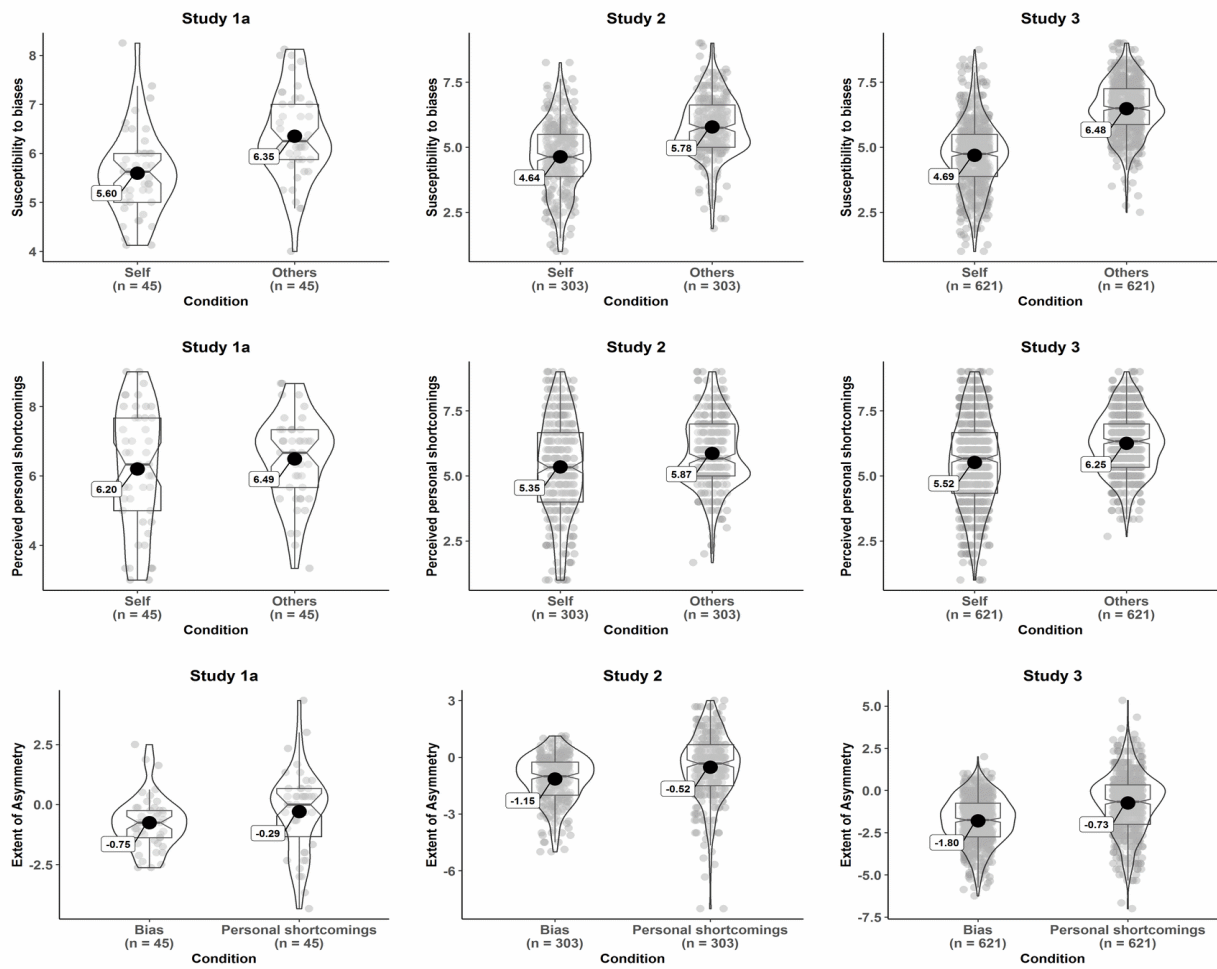 Study 1a
Susceptibility to biases
8
7
6
5
4
5.60
6.35
Self
(n = 45)
Others
(n = 45)
Condition
Study 2
Susceptibility to biases
7.5
5.0
2.5
4.64
5.78
Self
(n = 303)
Others
(n = 303)
Condition
Study 3
Susceptibility to biases
7.5
5.0
2.5
4.69
6.48
Self
(n = 621)
Others
(n = 621)
Condition
Study 1a
Perceived personal shortcomings
8
6
4
6.20
6.49
Self
(n = 45)
Others
(n = 45)
Condition
Study 2
Perceived personal shortcomings
7.5
5.0
2.5
5.35
5.87
Self
(n = 303)
Others
(n = 303)
Condition
Study 3
Perceived personal shortcomings
7.5
5.0
2.5
5.52
6.25
Self
(n = 621)
Others
(n = 621)
Condition
Study 1a
Extent of Asymmetry
2.5
0.0
-2.5
-0.75
-0.29
Bias
(n = 45)
Personal shortcomings
(n = 45)
Condition
Study 2
Extent of Asymmetry
3
0
-3
-6
-1.15
-0.52
Bias
(n = 303)
Personal shortcomings
(n = 303)
Condition
Study 3
Extent of Asymmetry
5.0
2.5
0.0
-2.5
-5.0
-7.5
-1.80
-0.73
Bias
(n = 621)
Personal shortcomings
(n = 621)
Condition